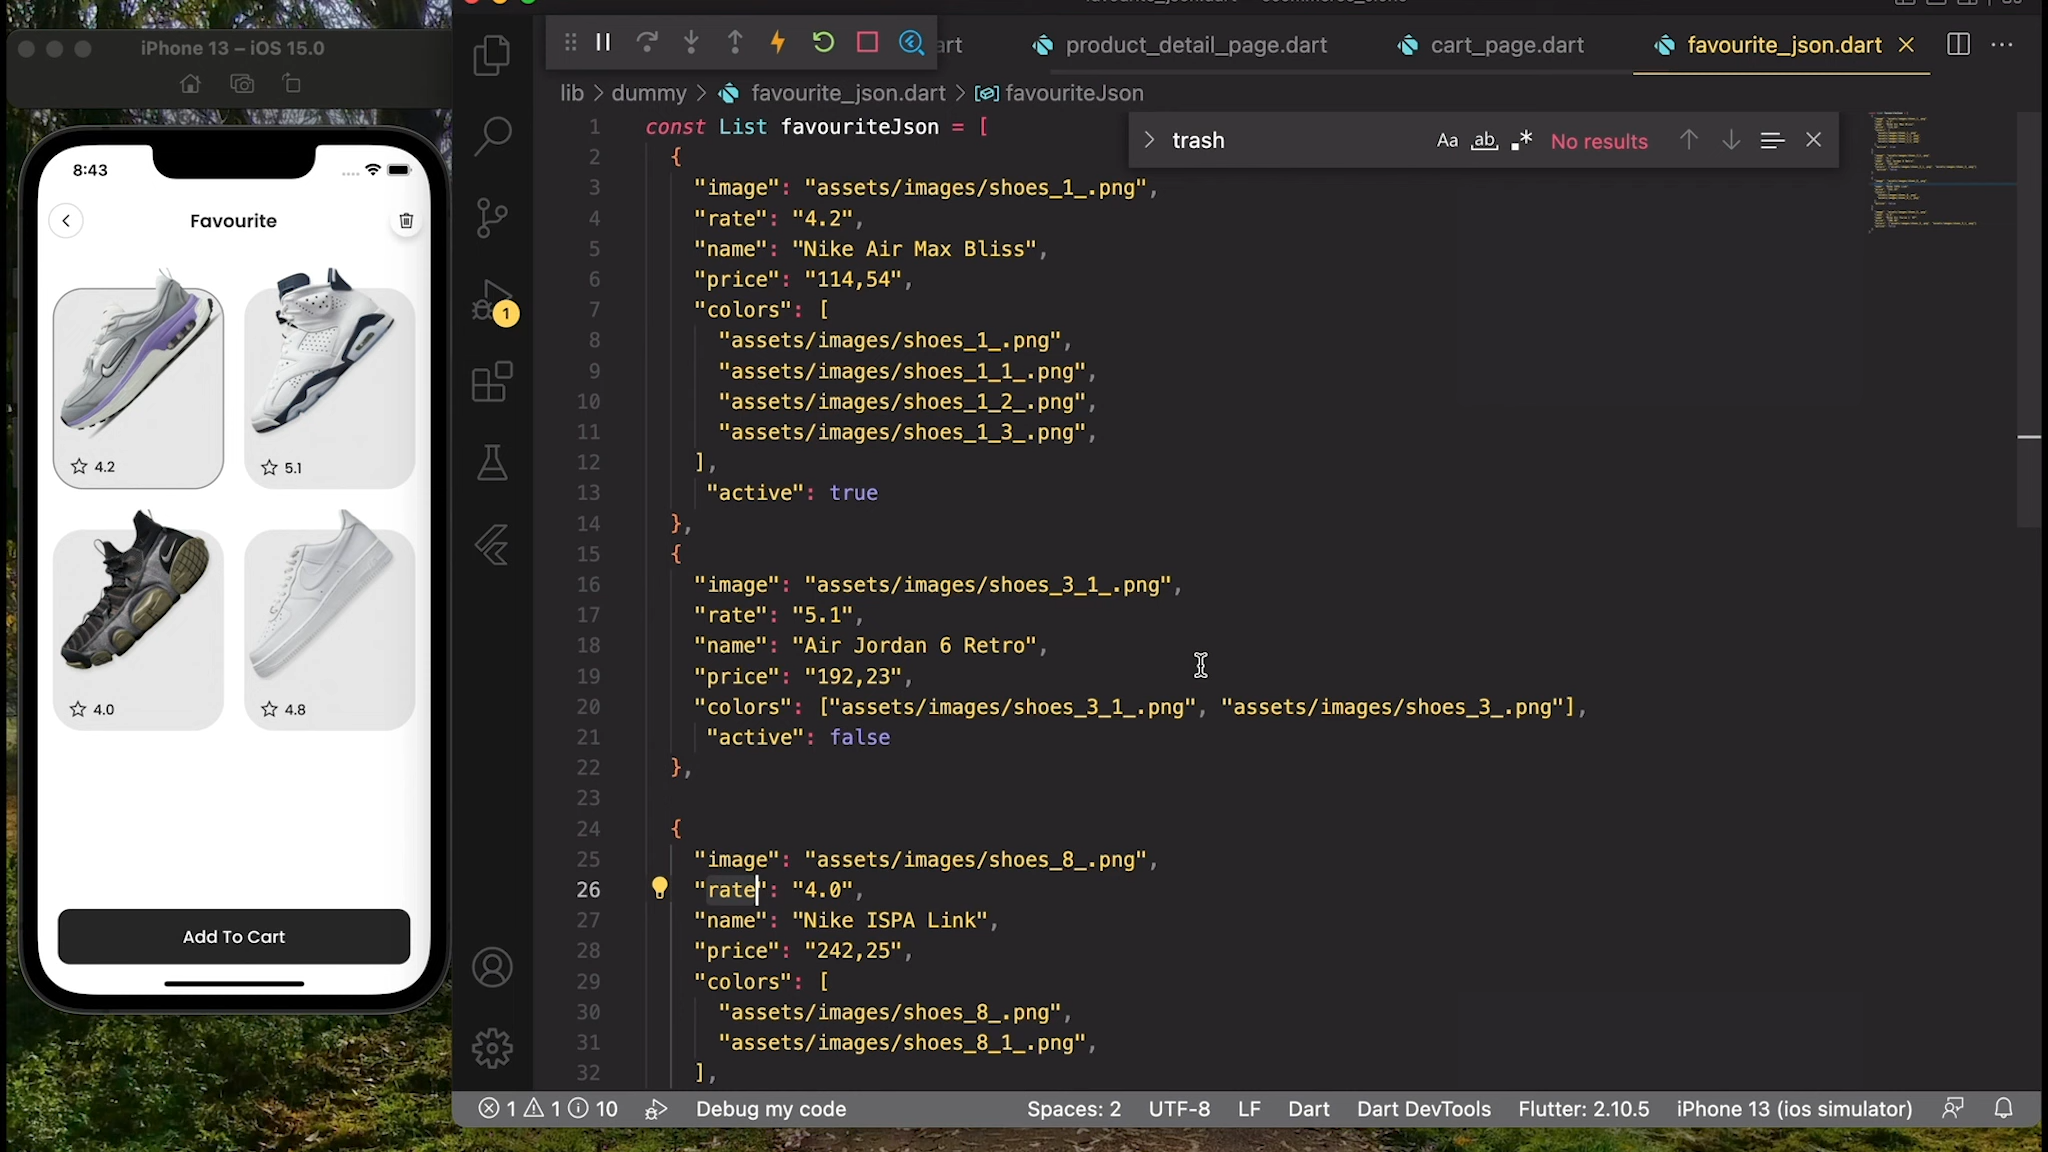 iPhone 13 – iOS 15.0
8:43
Favourite
4.2
5.1
4.0
4.8
Add To Cart
art
product_detail_page.dart
cart_page.dart
favourite_json.dart
lib > dummy > favourite_json.dart > favouriteJson
trash
Aa
ab
No results
1
1 const List favouriteJson = [
2 {
3 "image": "assets/images/shoes_1_.png",
4 "rate": "4.2",
5 "name": "Nike Air Max Bliss",
6 "price": "114,54",
7 "colors": [
8 "assets/images/shoes_1_.png",
9 "assets/images/shoes_1_1_.png",
10 "assets/images/shoes_1_2_.png",
11 "assets/images/shoes_1_3_.png",
12 ],
13 "active": true
14 },
15 {
16 "image": "assets/images/shoes_3_1_.png",
17 "rate": "5.1",
18 "name": "Air Jordan 6 Retro",
19 "price": "192,23",
20 "colors": ["assets/images/shoes_3_1_.png", "assets/images/shoes_3_.png"],
21 "active": false
22 },
23
24 {
25 "image": "assets/images/shoes_8_.png",
26 "rate": "4.0",
27 "name": "Nike ISPA Link",
28 "price": "242,25",
29 "colors": [
30 "assets/images/shoes_8_.png",
31 "assets/images/shoes_8_1_.png",
32 ],
1 1 10 Debug my code Spaces: 2 UTF-8 LF Dart Dart DevTools Flutter: 2.10.5 iPhone 13 (ios simulator)